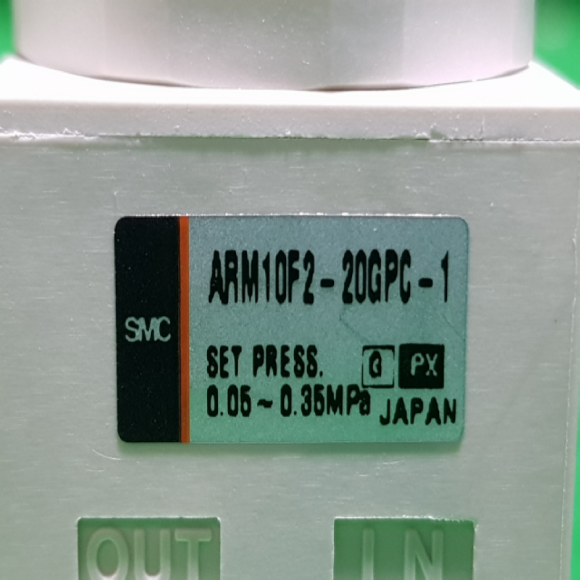 ARM10F2-20GPC-1
SMC
SET PRESS. G PX
0.05~0.35MPa JAPAN
OUT IN